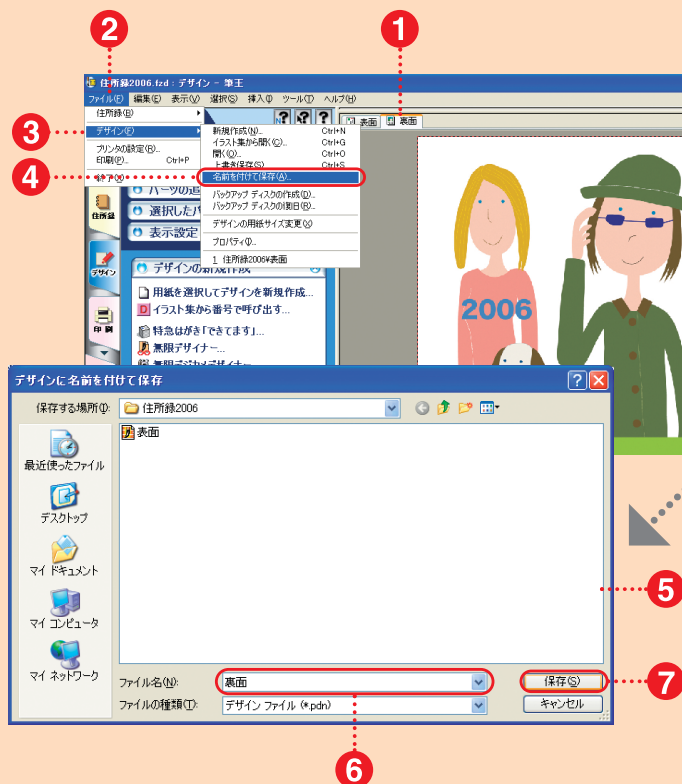 1
2
住所録2006.fzd : デザイン - 筆王
ファイル(F) 編集(E) 表示(V) 選択(S) 挿入(I) ツール(T) ヘルプ(H)
住所録(B)
デザイン(F)
プリンタの設定(R)...
印刷(P)... Ctrl+P
終了(X)
3
4
新規作成(N)... Ctrl+N
イラスト集から開く(C)... Ctrl+G
開く(O)... Ctrl+O
上書き保存(S) Ctrl+S
名前を付けて保存(A)...
バックアップ ディスクの作成(D)...
バックアップ ディスクの復旧(R)...
デザインの用紙サイズ変更(X)
プロパティ(I)...
1 住所録2006¥表面
表面 裏面
住所録
デザイン
印刷
選択した
表示設定
デザインの新規作成
用紙を選択してデザインを新規作成...
イラスト集から番号で呼び出す...
特急はがき「できてます」...
無限デザイナー...
2006
デザインに名前を付けて保存
保存する場所(I): 住所録2006
表面
最近使ったファイル
デスクトップ
マイ ドキュメント
マイ コンピュータ
マイ ネットワーク
5
ファイル名(N): 裏面 保存(S)
7
ファイルの種類(T): デザイン ファイル (*.pdn) キャンセル
6